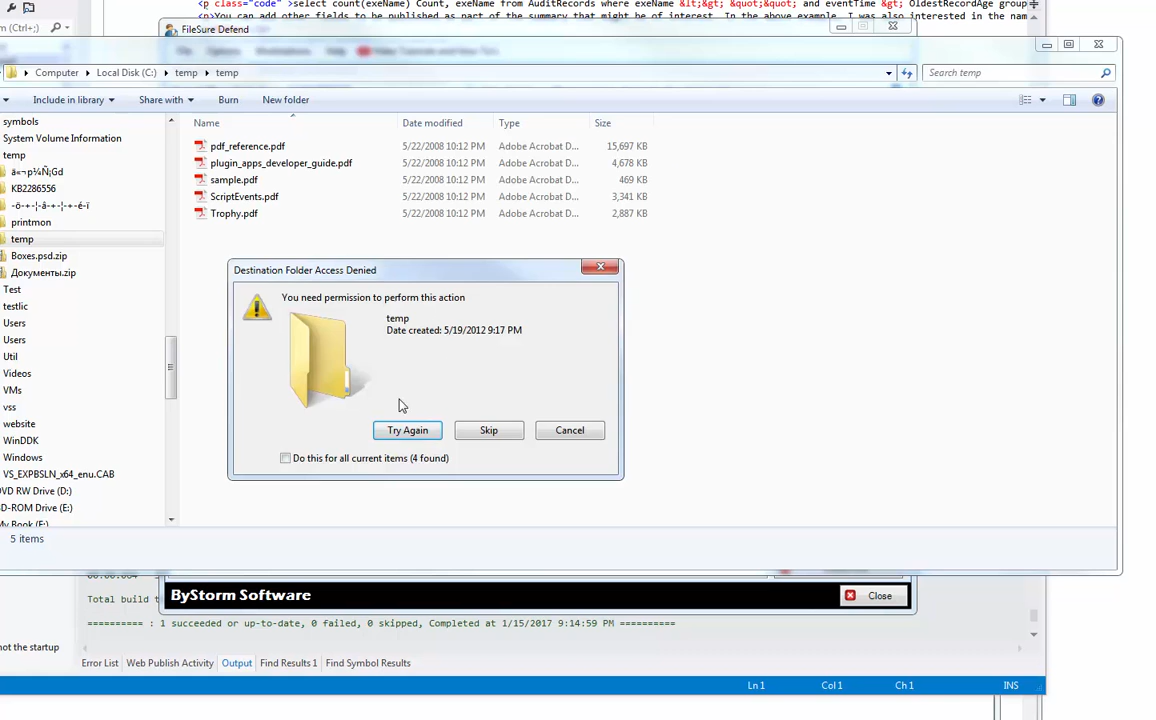 <p class="code" >select count(exeName) Count, exeName from AuditRecords where exeName &lt;&gt; &quot;&quot; and eventTime &gt; OldestRecordAge group
<p>You can add other fields to be published as part of the summary that might be of interest. In the above example, I was also interested in the nam
m (Ctrl+;)
FileSure Defend
File Options Workstations Help Video Tutorials and How To's
Computer Local Disk (C:) temp temp
Search temp
Include in library Share with Burn New folder
Name Date modified Type Size
symbols
System Volume Information
temp
ä«¬p¼Ñ¡Gd
KB2286556
-ö-+-¦-â-+-¦-+-é-ï
printmon
temp
Boxes.psd.zip
Документы.zip
Test
testlic
Users
Users
Util
Videos
VMs
vss
website
WinDDK
Windows
VS_EXPBSLN_x64_enu.CAB
DVD RW Drive (D:)
D-ROM Drive (E:)
My Book (F:)
pdf_reference.pdf 5/22/2008 10:12 PM Adobe Acrobat D... 15,697 KB
plugin_apps_developer_guide.pdf 5/22/2008 10:12 PM Adobe Acrobat D... 4,678 KB
sample.pdf 5/22/2008 10:12 PM Adobe Acrobat D... 469 KB
ScriptEvents.pdf 5/22/2008 10:12 PM Adobe Acrobat D... 3,341 KB
Trophy.pdf 5/22/2008 10:12 PM Adobe Acrobat D... 2,887 KB
Destination Folder Access Denied
You need permission to perform this action
temp
Date created: 5/19/2012 9:17 PM
Try Again Skip Cancel
Do this for all current items (4 found)
5 items
Total build t
ByStorm Software
Close
========== : 1 succeeded or up-to-date, 0 failed, 0 skipped, Completed at 1/15/2017 9:14:59 PM ==========
not the startup
Error List Web Publish Activity Output Find Results 1 Find Symbol Results
Ln 1 Col 1 Ch 1 INS